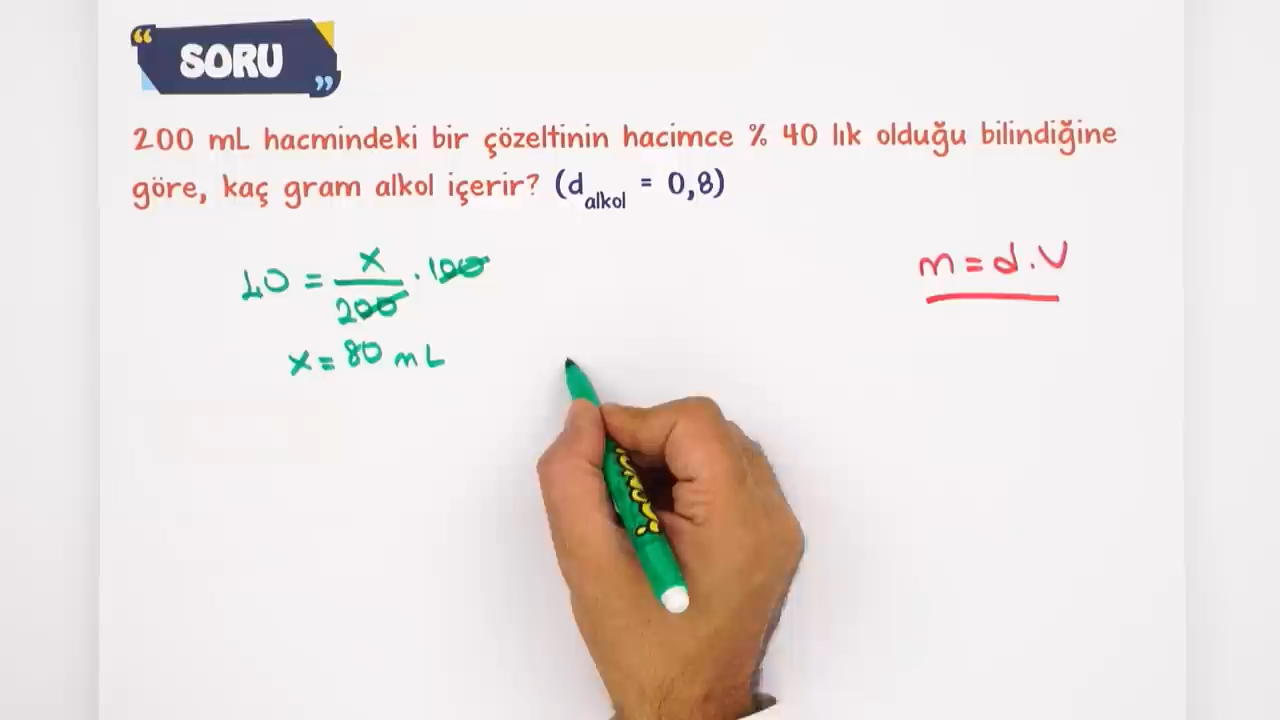 SORU
200 mL hacmindeki bir çözeltinin hacimce % 40 lık olduğu bilindiğine
göre, kaç gram alkol içerir? (d alkol = 0,8)
40 = x / 200 . 100
m = d . V
x = 80 mL